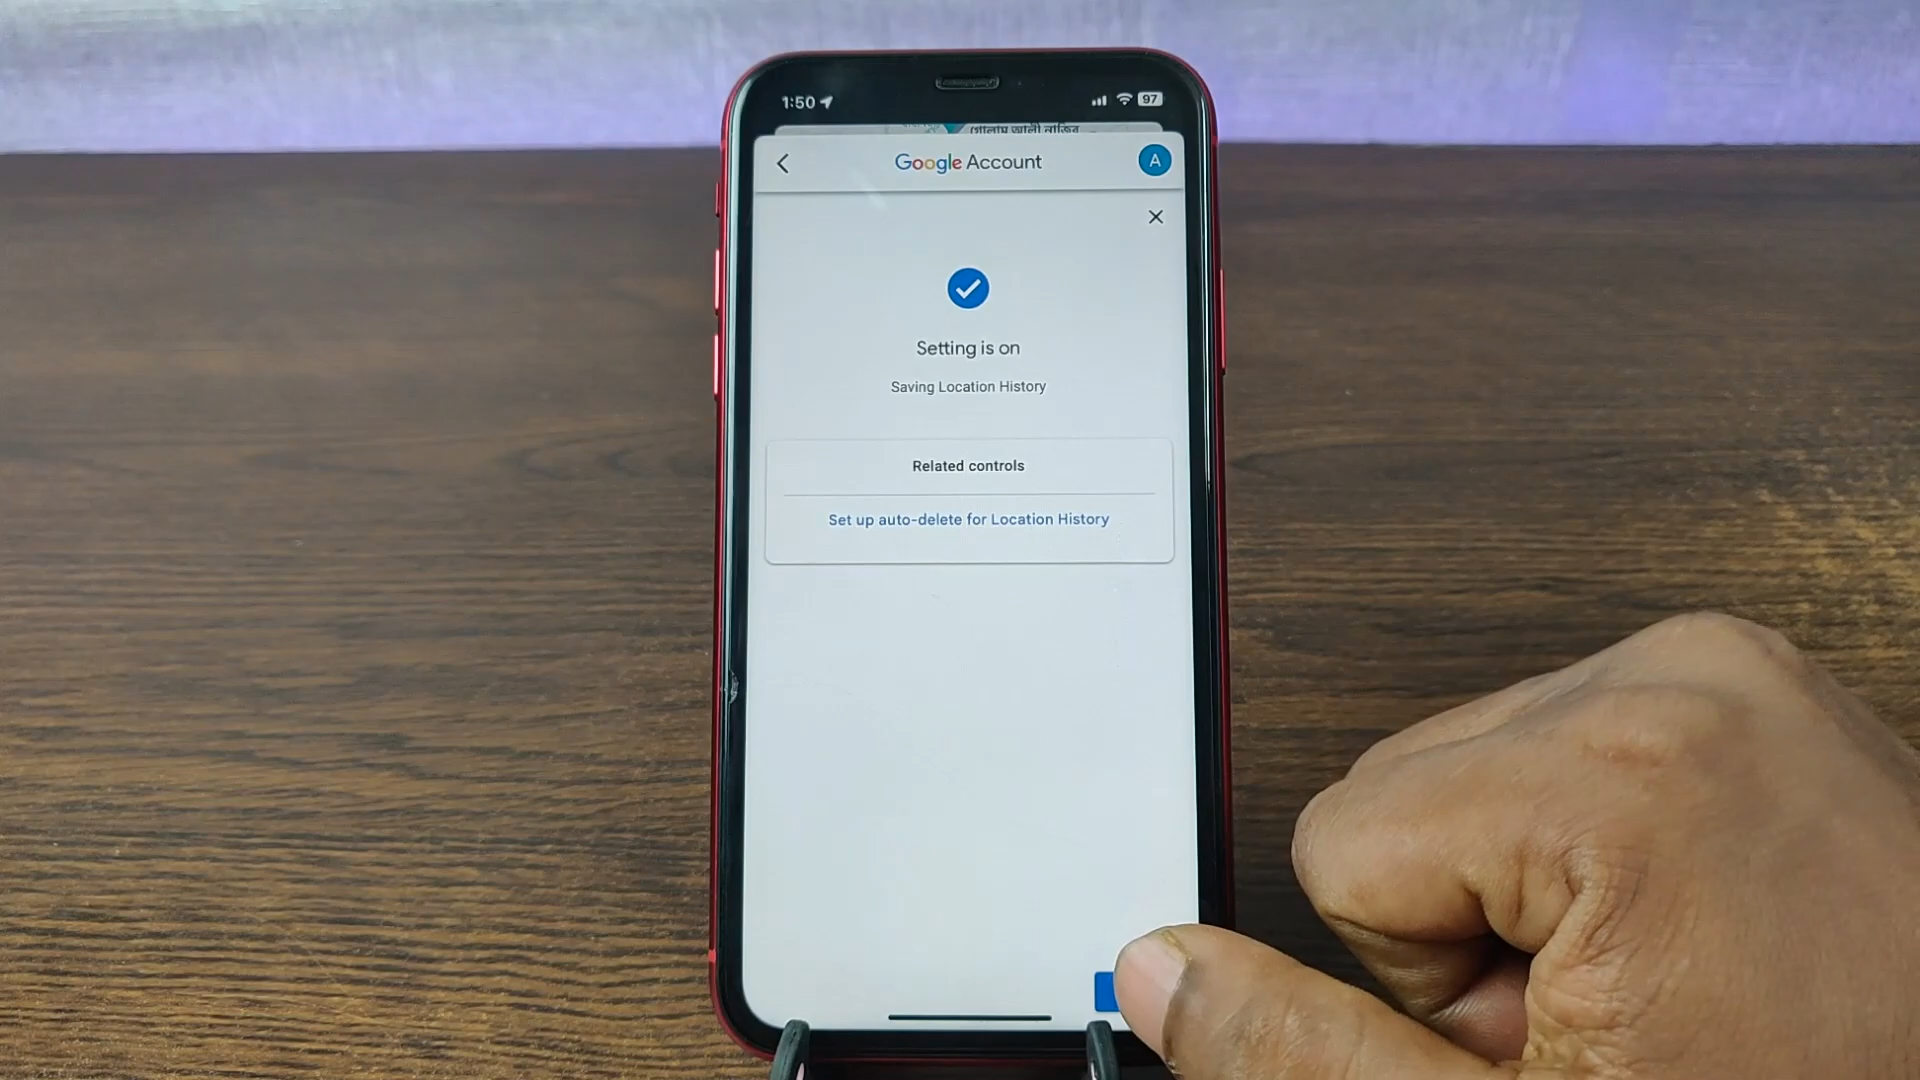 1:50
97
গোলাম আলী নাজির
Google Account
A
Setting is on
Saving Location History
Related controls
Set up auto-delete for Location History